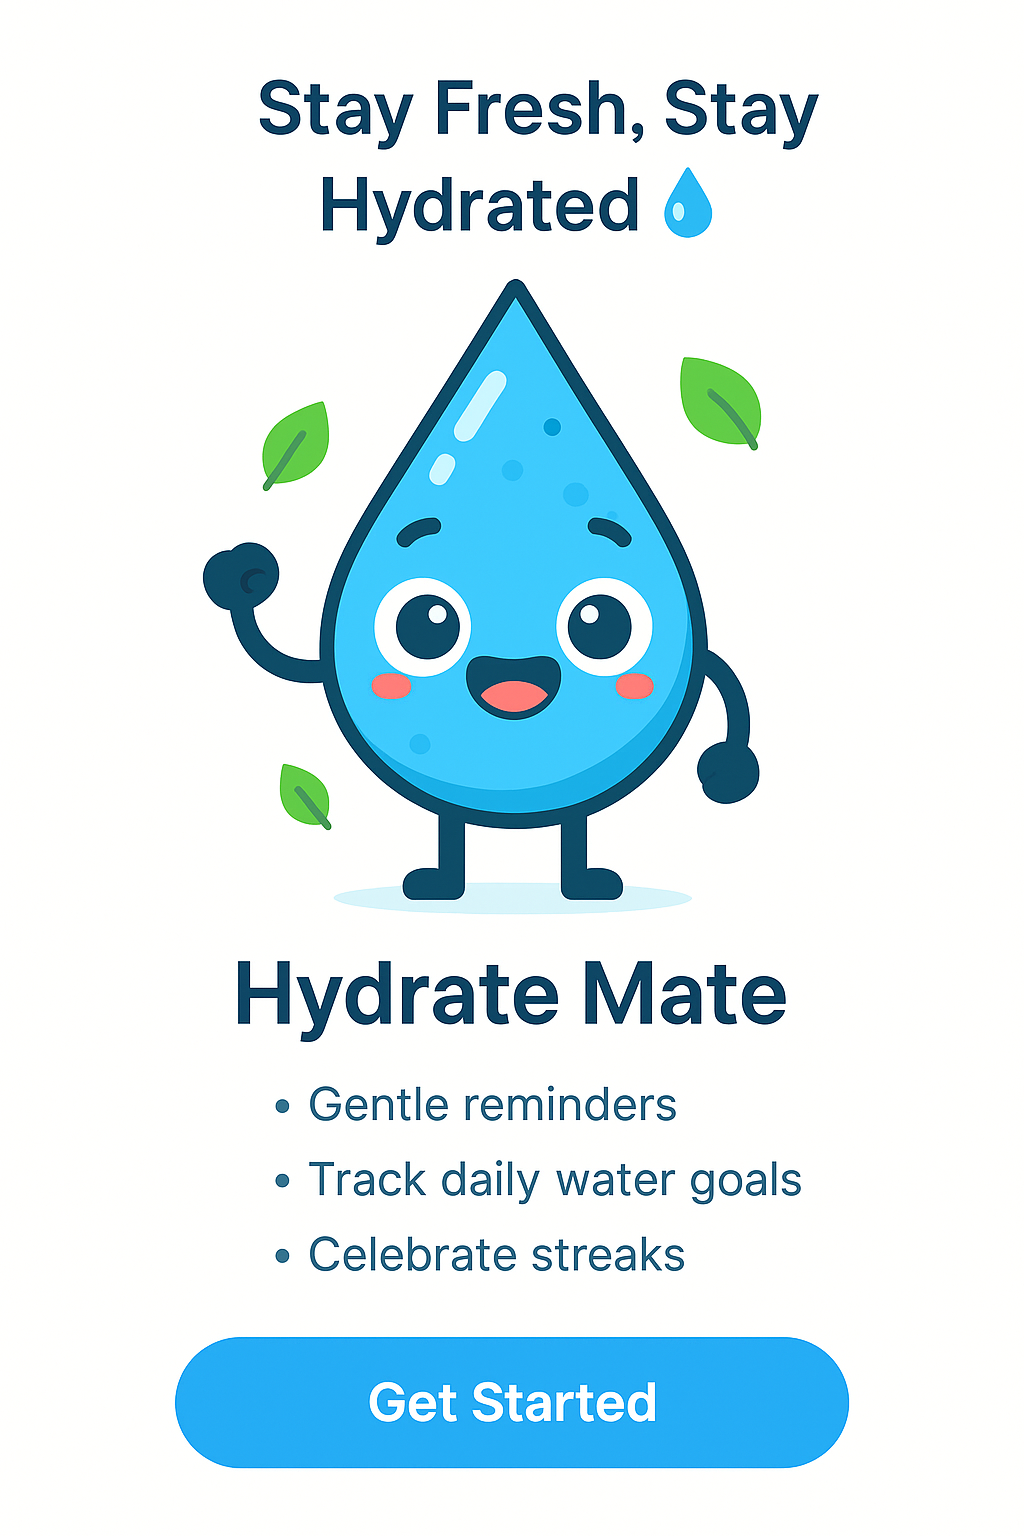 Stay Fresh, Stay
Hydrated 💧
Hydrate Mate
• Gentle reminders
• Track daily water goals
• Celebrate streaks
Get Started